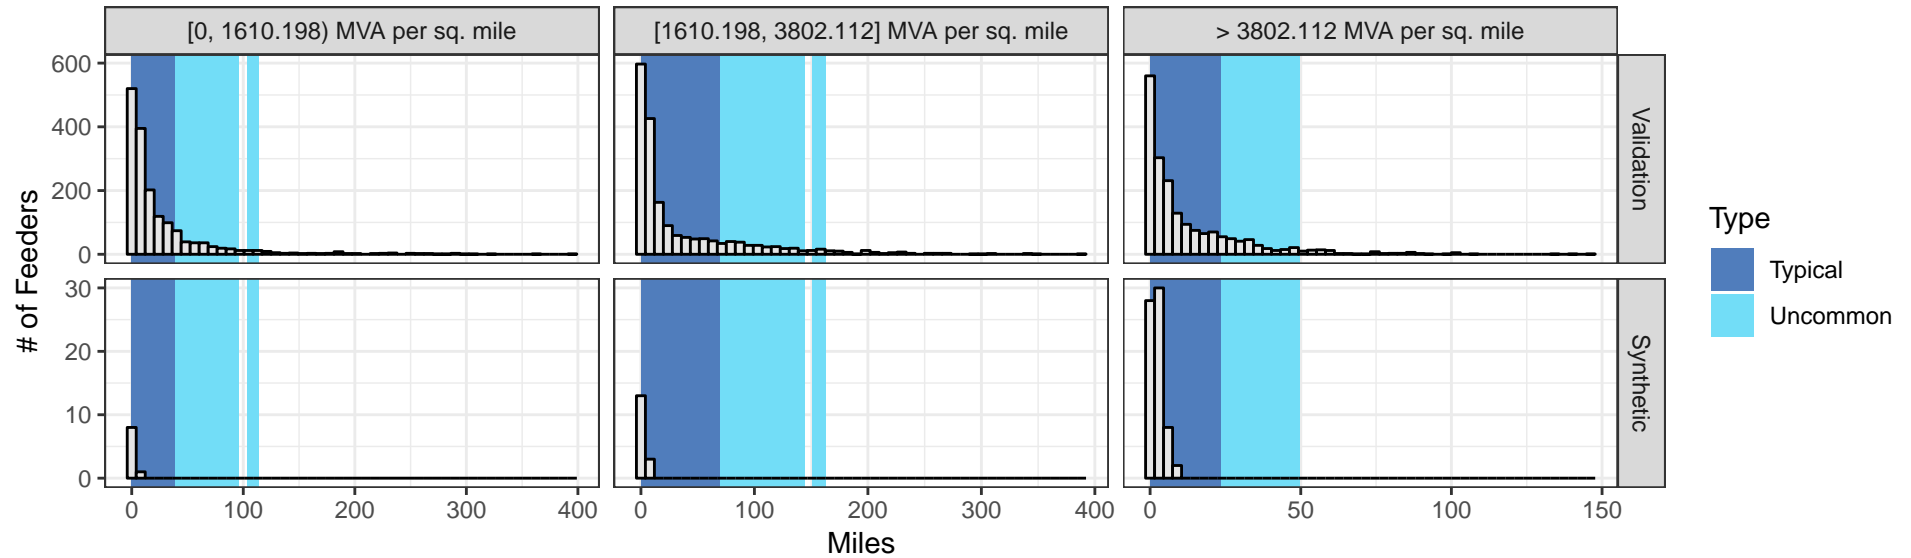 [0, 1610.198) MVA per sq. mile
[1610.198, 3802.112] MVA per sq. mile
> 3802.112 MVA per sq. mile
# of Feeders
600
400
200
0
Validation
30
20
10
0
Synthetic
0 100 200 300 400
0 100 200 300 400
0 50 100 150
Miles
Type
Typical
Uncommon